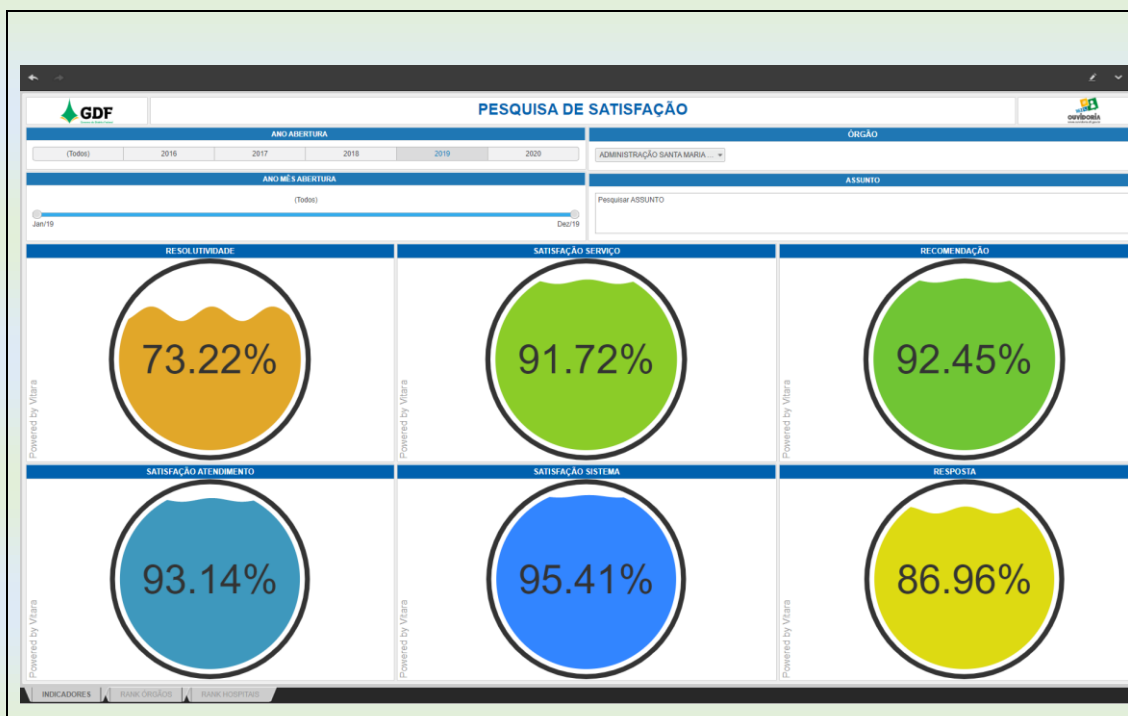 GDF
PESQUISA DE SATISFAÇÃO
OUVIDORIA
ANO ABERTURA
(Todos) 2016 2017 2018 2019 2020
ÓRGÃO
ADMINISTRAÇÃO SANTA MARIA...
ANO MÊS ABERTURA
(Todos)
Jan/19 Dez/19
ASSUNTO
Pesquisar ASSUNTO
RESOLUTIVIDADE
73.22%
Powered by Vitara
SATISFAÇÃO SERVIÇO
91.72%
Powered by Vitara
RECOMENDAÇÃO
92.45%
Powered by Vitara
SATISFAÇÃO ATENDIMENTO
93.14%
Powered by Vitara
SATISFAÇÃO SISTEMA
95.41%
Powered by Vitara
RESPOSTA
86.96%
Powered by Vitara
INDICADORES RANK ÓRGÃOS RANK HOSPITAIS